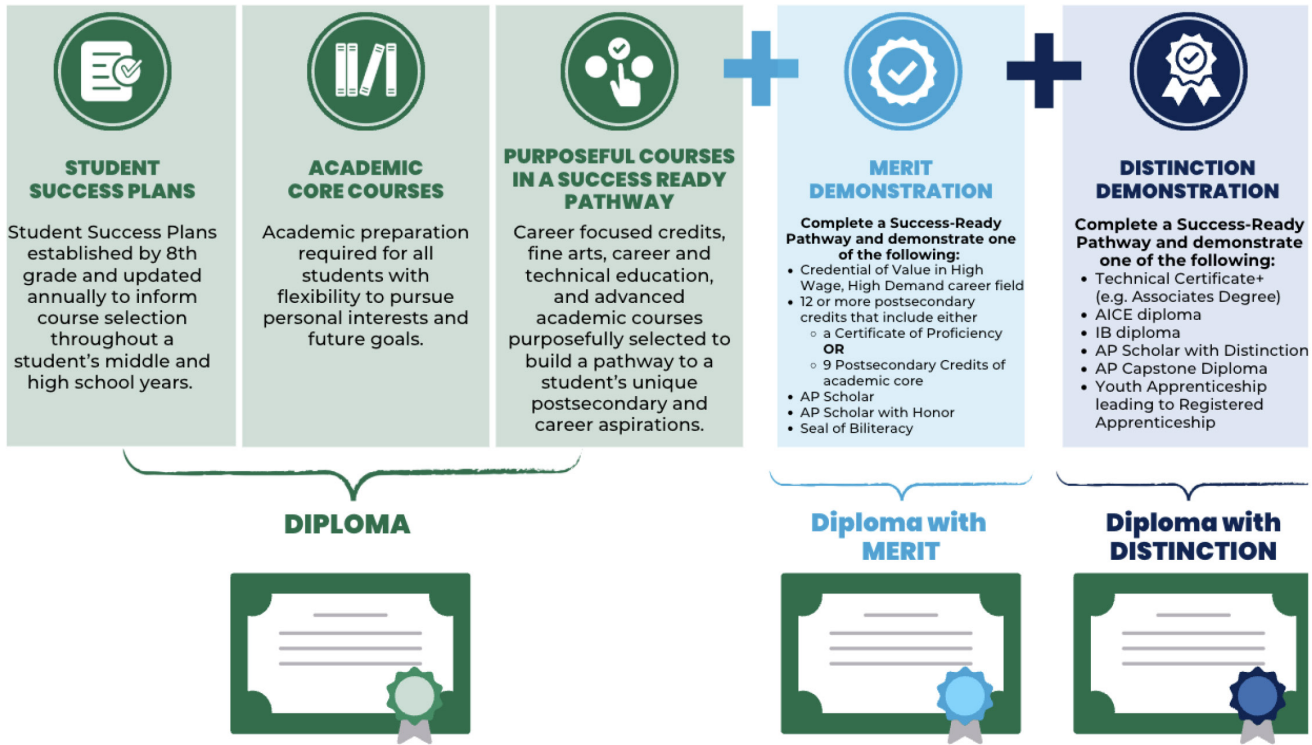 STUDENT
SUCCESS PLANS
Student Success Plans
established by 8th
grade and updated
annually to inform
course selection
throughout a
student's middle and
high school years.
ACADEMIC
CORE COURSES
Academic preparation
required for all
students with
flexibility to pursue
personal interests and
future goals.
PURPOSEFUL COURSES
IN A SUCCESS READY
PATHWAY
Career focused credits,
fine arts, career and
technical education,
and advanced
academic courses
purposefully selected to
build a pathway to a
student's unique
postsecondary and
career aspirations.
DIPLOMA
MERIT
DEMONSTRATION
Complete a Success-Ready
Pathway and demonstrate one
of the following:
• Credential of Value in High
Wage, High Demand career field
• 12 or more postsecondary
credits that include either
◦ a Certificate of Proficiency
OR
◦ 9 Postsecondary Credits of
academic core
• AP Scholar
• AP Scholar with Honor
• Seal of Biliteracy
Diploma with
MERIT
DISTINCTION
DEMONSTRATION
Complete a Success-Ready
Pathway and demonstrate
one of the following:
• Technical Certificate+
(e.g. Associates Degree)
• AICE diploma
• IB diploma
• AP Scholar with Distinction
• AP Capstone Diploma
• Youth Apprenticeship
leading to Registered
Apprenticeship
Diploma with
DISTINCTION